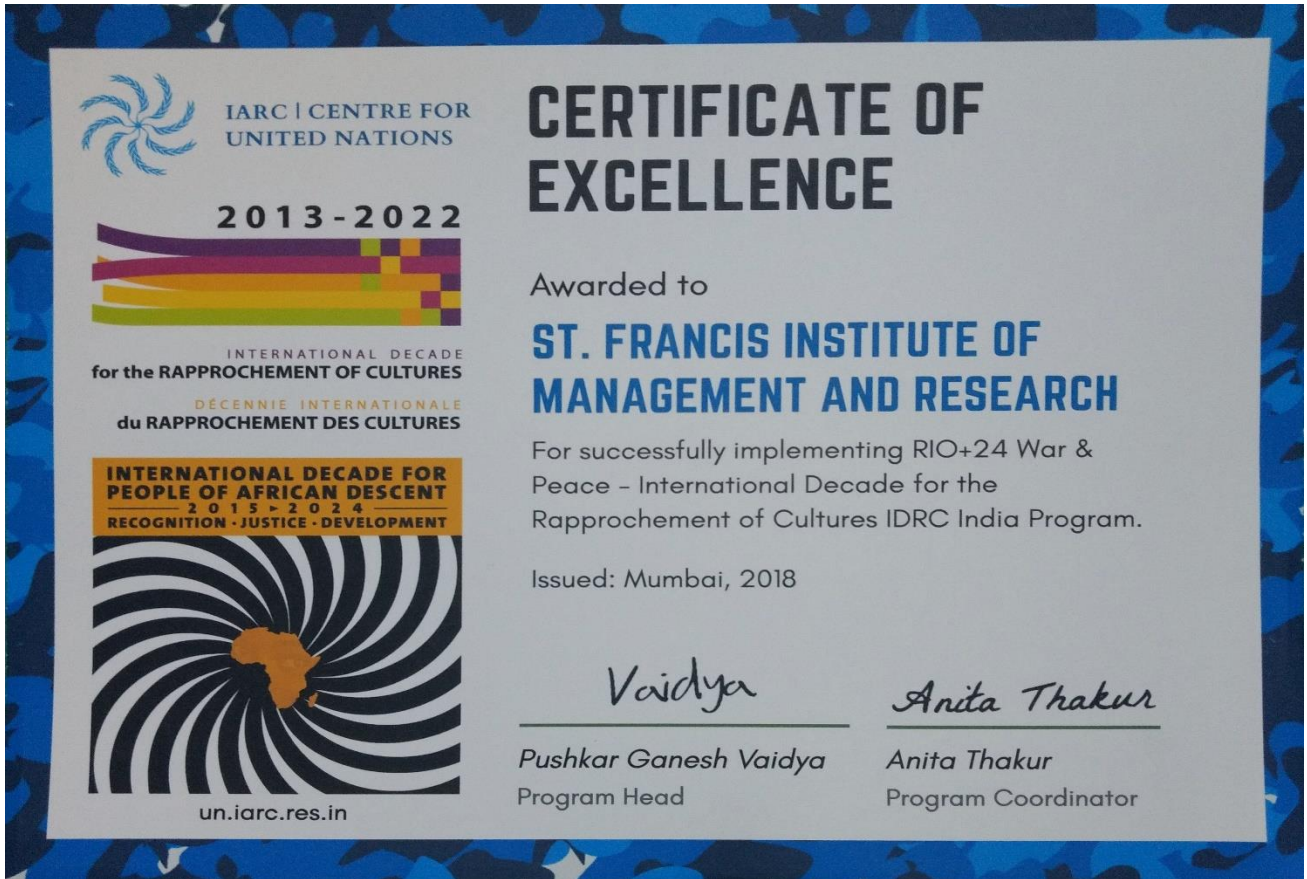 IARC | CENTRE FOR
UNITED NATIONS
2013-2022
INTERNATIONAL DECADE
for the RAPPROCHEMENT OF CULTURES
DÉCENNIE INTERNATIONALE
du RAPPROCHEMENT DES CULTURES
INTERNATIONAL DECADE FOR
PEOPLE OF AFRICAN DESCENT
2015 ▸ 2024
RECOGNITION · JUSTICE · DEVELOPMENT
un.iarc.res.in
CERTIFICATE OF
EXCELLENCE
Awarded to
ST. FRANCIS INSTITUTE OF
MANAGEMENT AND RESEARCH
For successfully implementing RIO+24 War &
Peace – International Decade for the
Rapprochement of Cultures IDRC India Program.
Issued: Mumbai, 2018
Vaidya
Pushkar Ganesh Vaidya
Program Head
Anita Thakur
Anita Thakur
Program Coordinator